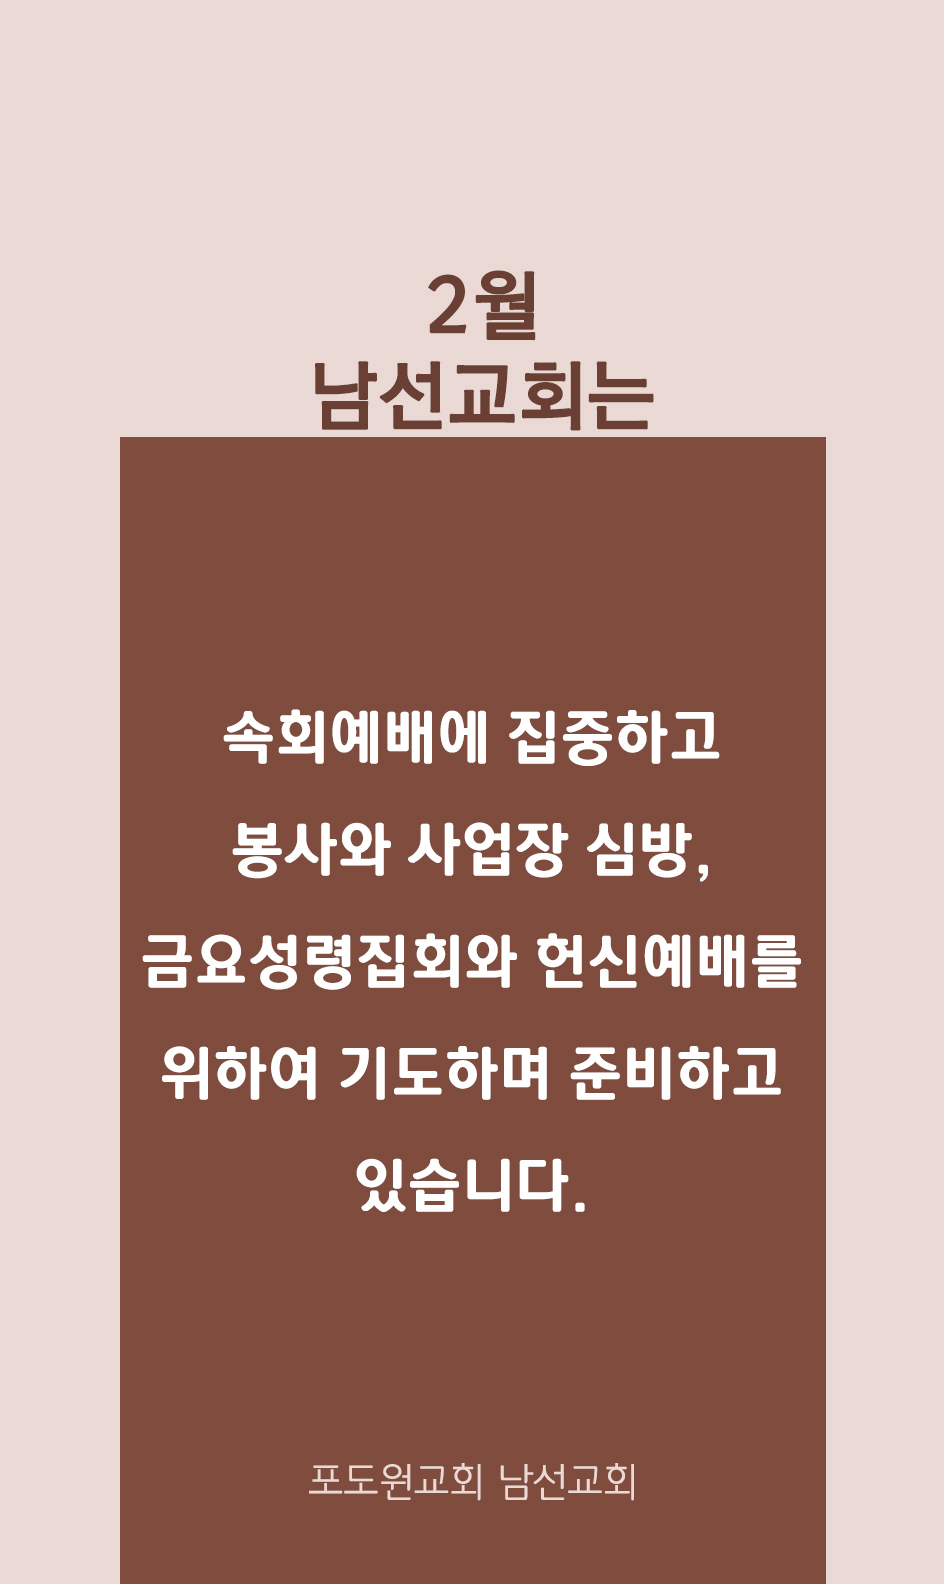 2월
남선교회는
속회예배에 집중하고
봉사와 사업장 심방,
금요성령집회와 헌신예배를
위하여 기도하며 준비하고
있습니다.
포도원교회 남선교회